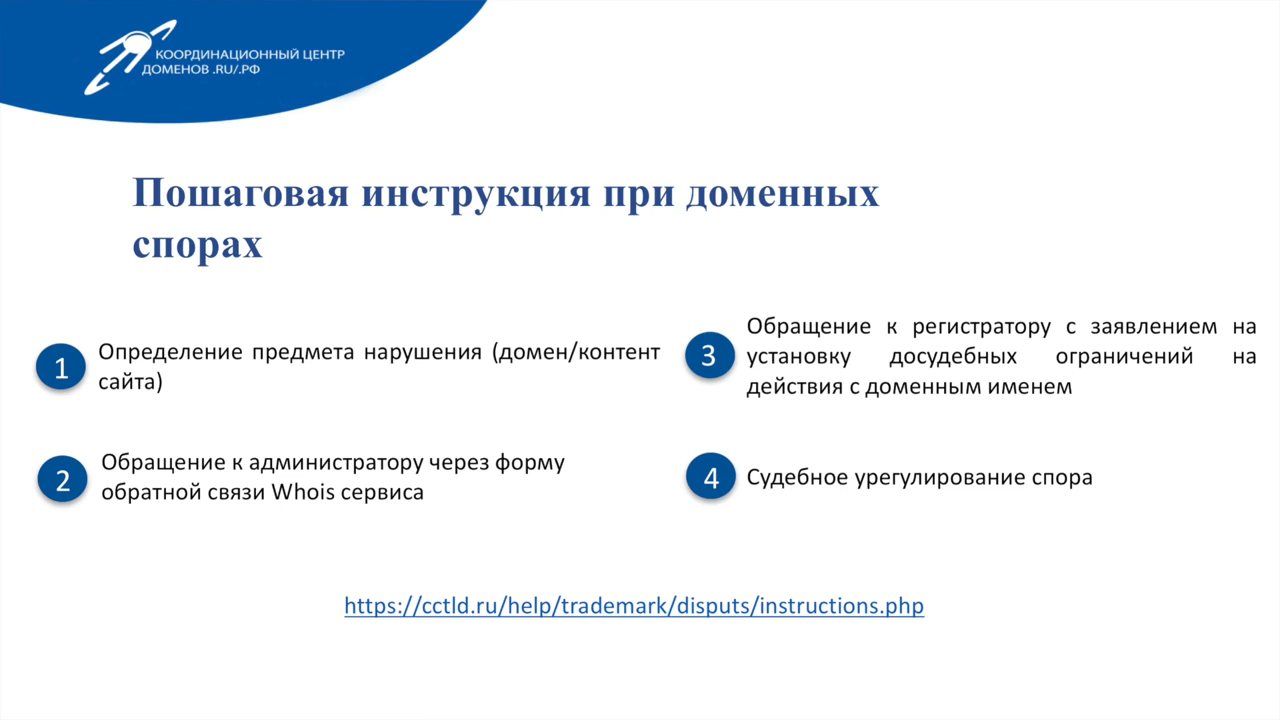 КООРДИНАЦИОННЫЙ ЦЕНТР
ДОМЕНОВ .RU/.РФ
Пошаговая инструкция при доменных
спорах
1
Определение предмета нарушения (домен/контент
сайта)
2
Обращение к администратору через форму
обратной связи Whois сервиса
3
Обращение к регистратору с заявлением на
установку досудебных ограничений на
действия с доменным именем
4
Судебное урегулирование спора
https://cctld.ru/help/trademark/disputs/instructions.php